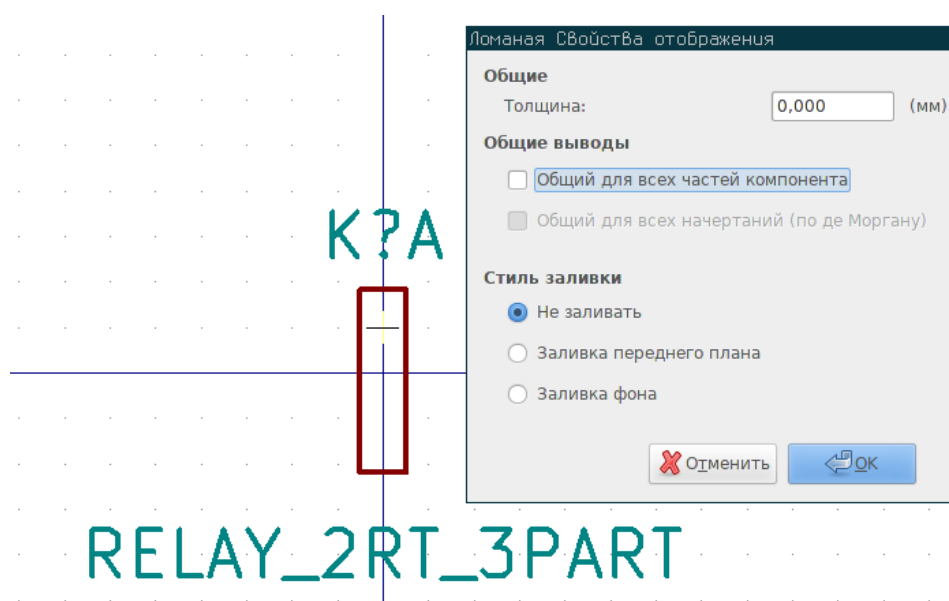 Ломаная Свойства отображения
Общие
Толщина: 0,000 (мм)
Общие выводы
Общий для всех частей компонента
Общий для всех начертаний (по де Моргану)
Стиль заливки
Не заливать
Заливка переднего плана
Заливка фона
Отменить OK
K?A
RELAY_2RT_3PART